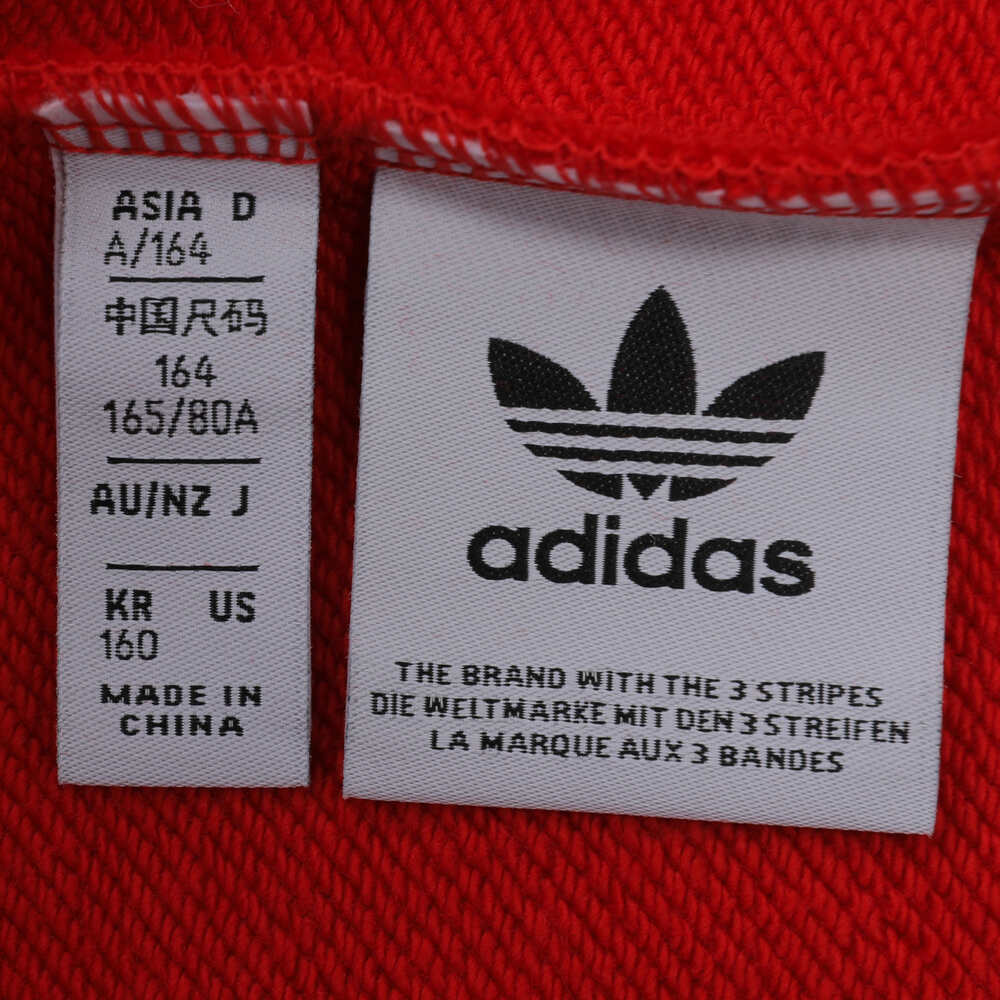 ASIA D
A/164
中国尺码
164
165/80A
AU/NZ J
KR US
160
MADE IN
CHINA
adidas
THE BRAND WITH THE 3 STRIPES
DIE WELTMARKE MIT DEN 3 STREIFEN
LA MARQUE AUX 3 BANDES